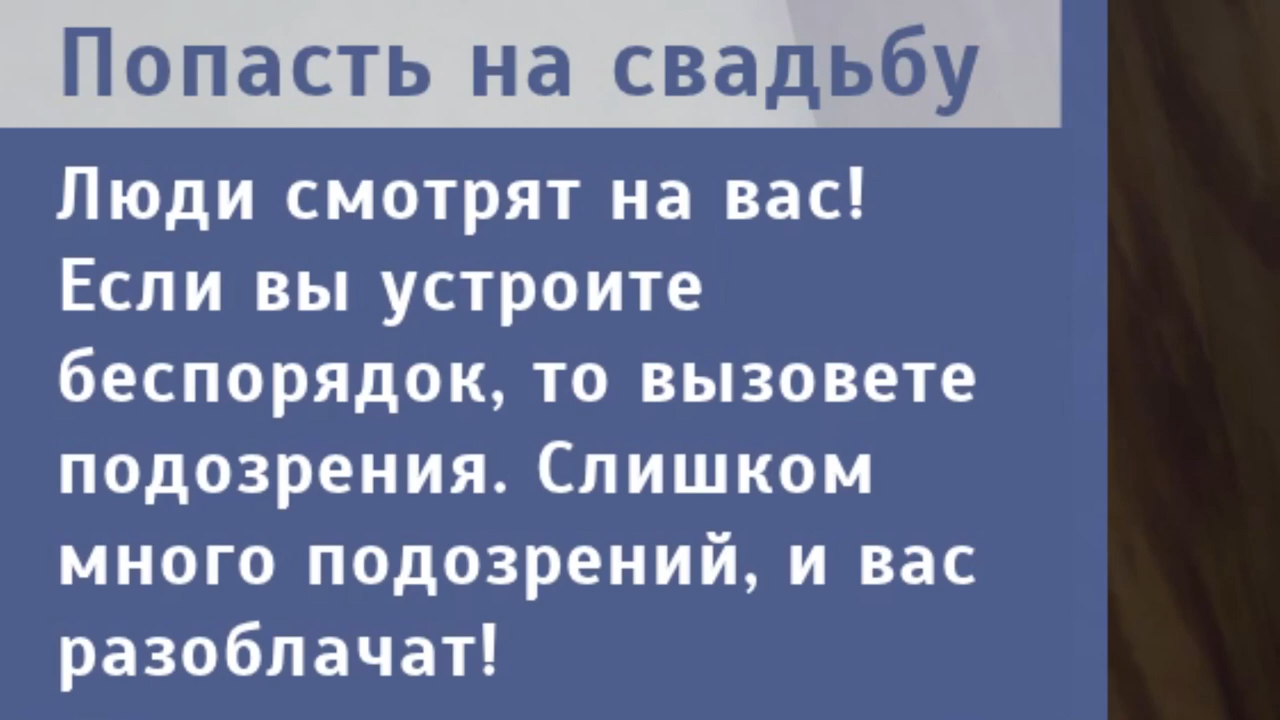 Попасть на свадьбу
Люди смотрят на вас!
Если вы устроите
беспорядок, то вызовете
подозрения. Слишком
много подозрений, и вас
разоблачат!